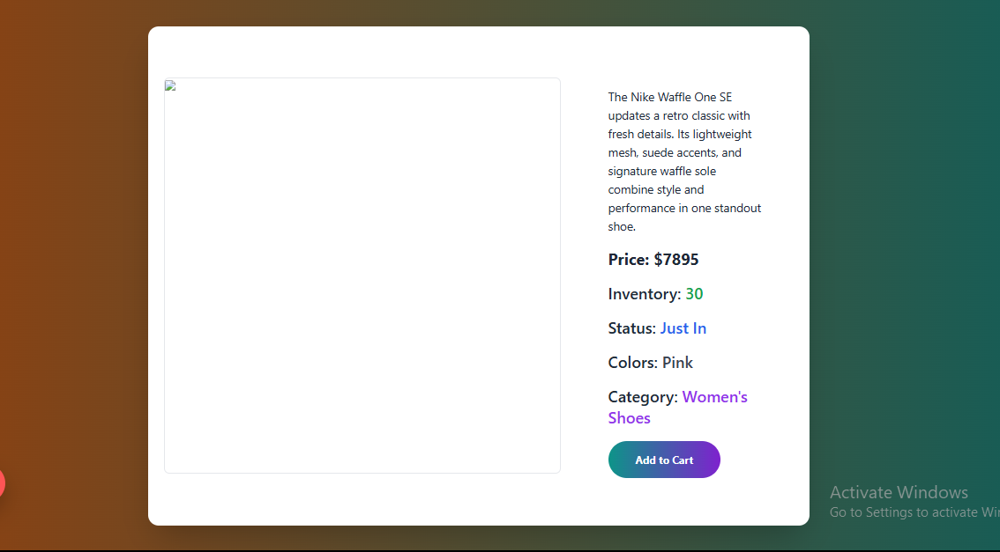 The Nike Waffle One SE
updates a retro classic with
fresh details. Its lightweight
mesh, suede accents, and
signature waffle sole
combine style and
performance in one standout
shoe.
Price: $7895
Inventory: 30
Status: Just In
Colors: Pink
Category: Women's
Shoes
Add to Cart
Activate Windows
Go to Settings to activate